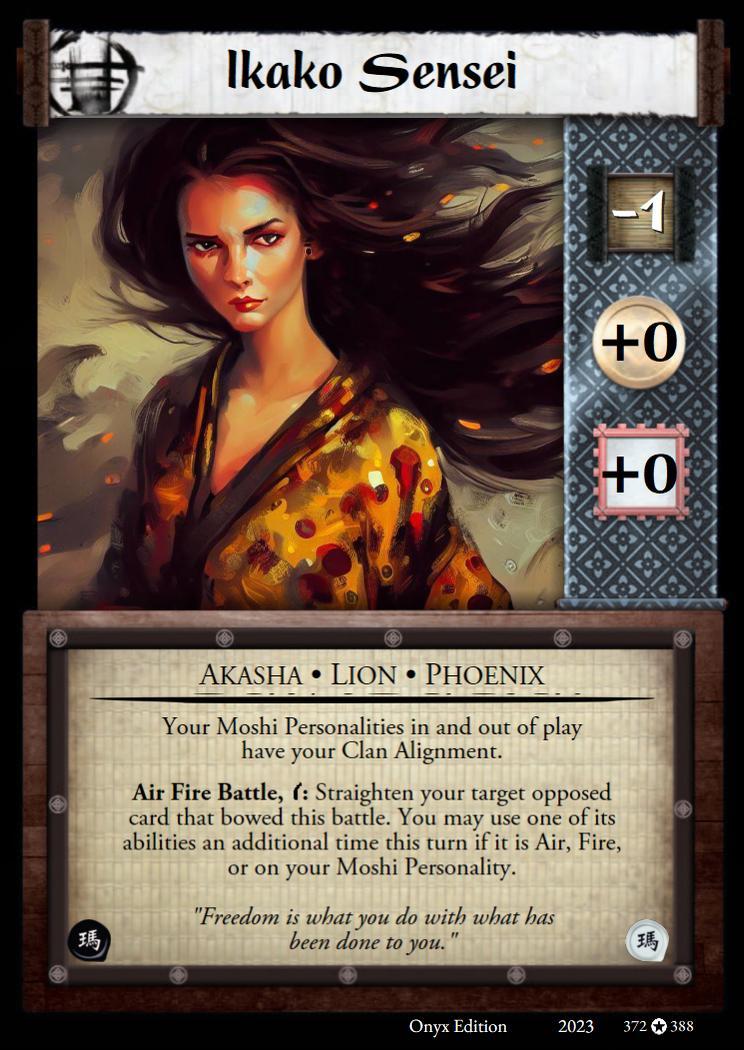 Ikako Sensei
-1
+0
+0
AKASHA • LION • PHOENIX
Your Moshi Personalities in and out of play
have your Clan Alignment.
Air Fire Battle, : Straighten your target opposed
card that bowed this battle. You may use one of its
abilities an additional time this turn if it is Air, Fire,
or on your Moshi Personality.
"Freedom is what you do with what has
been done to you."
瑪 瑪
Onyx Edition 2023 372 388